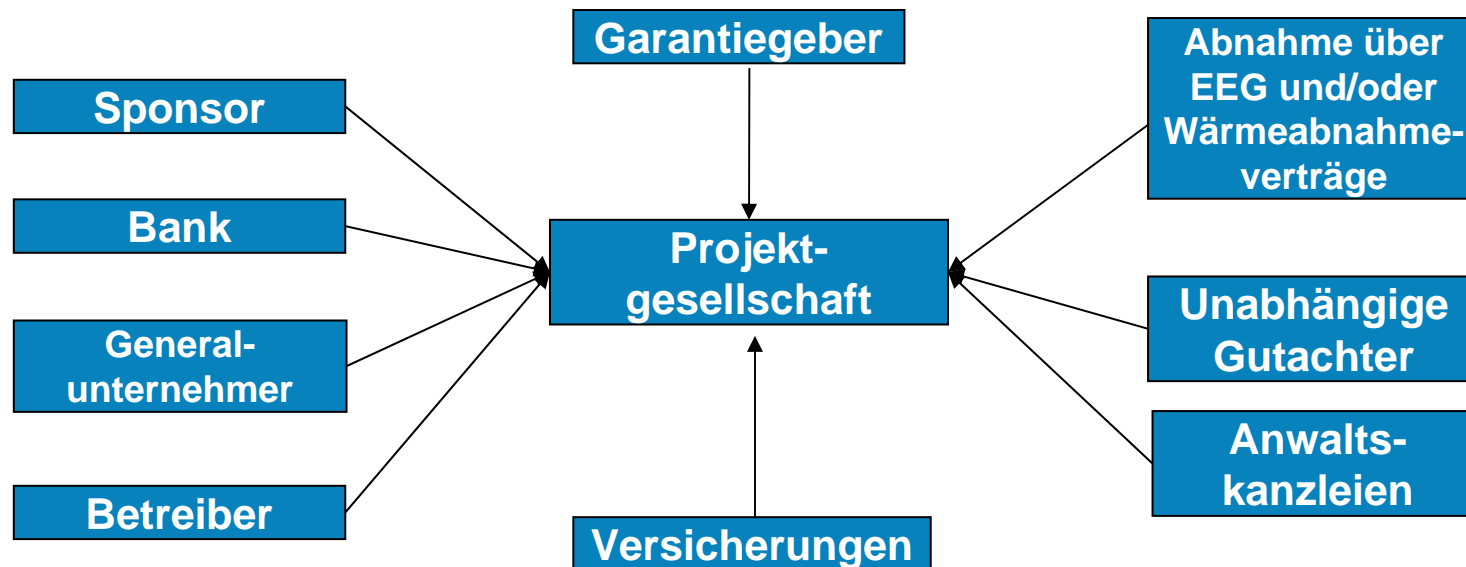 Garantiegeber
Abnahme über
EEG und/oder
Wärmeabnahme-
verträge
Sponsor
Bank
Projekt-
gesellschaft
Unabhängige
Gutachter
General-
unternehmer
Anwalts-
kanzleien
Betreiber
Versicherungen